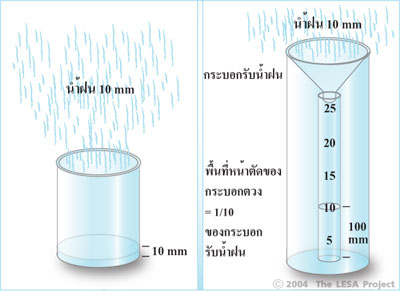 น้ำฝน 10 mm
10 mm
น้ำฝน 10 mm
กระบอกรับน้ำฝน
25
20
15
10
5
พื้นที่หน้าตัดของ
กระบอกตวง
= 1/10
ของกระบอก
รับน้ำฝน
100
mm
© 2004 The LESA Project